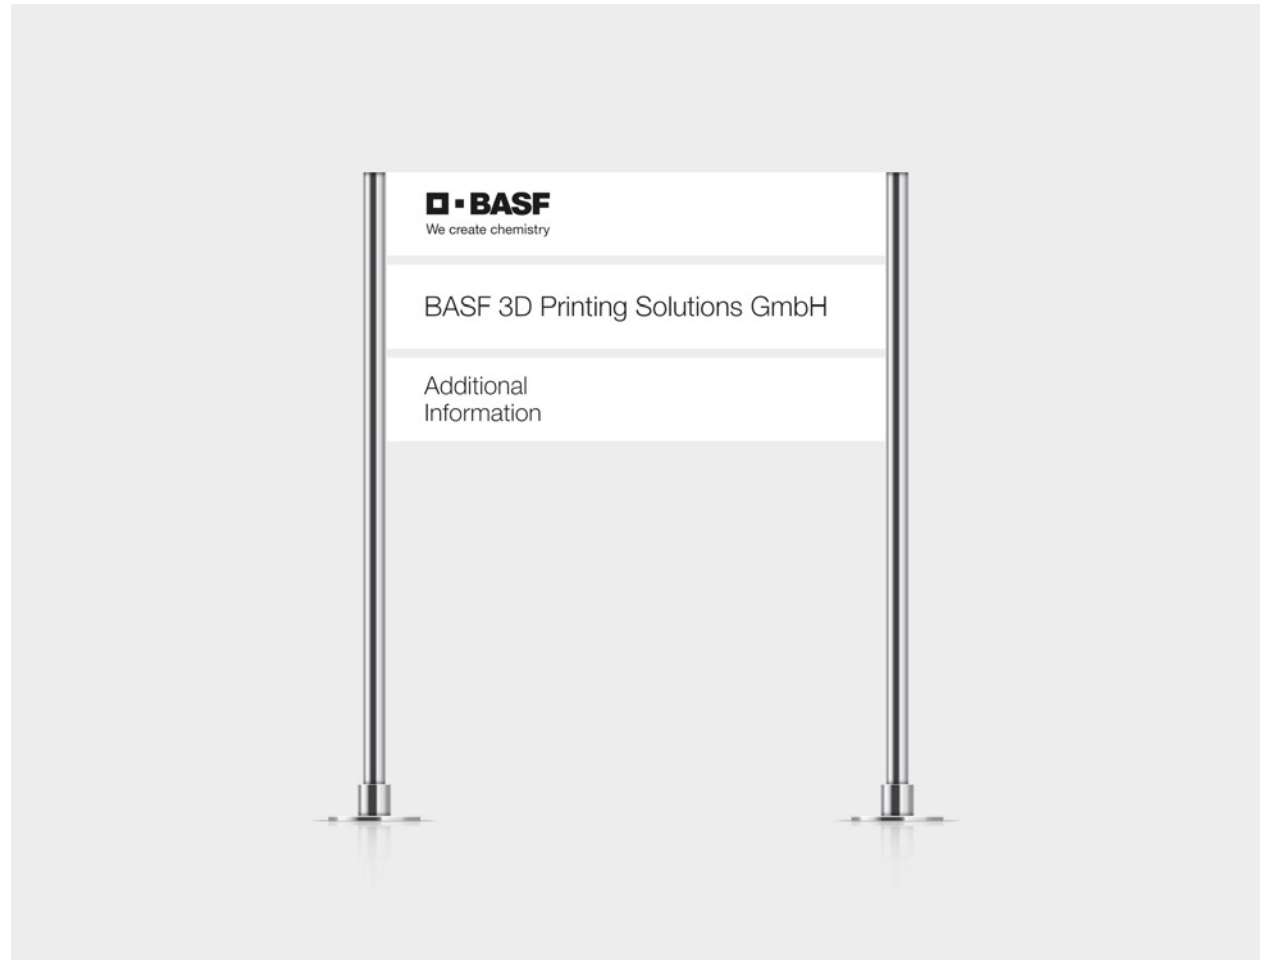 BASF
We create chemistry
BASF 3D Printing Solutions GmbH
Additional
Information